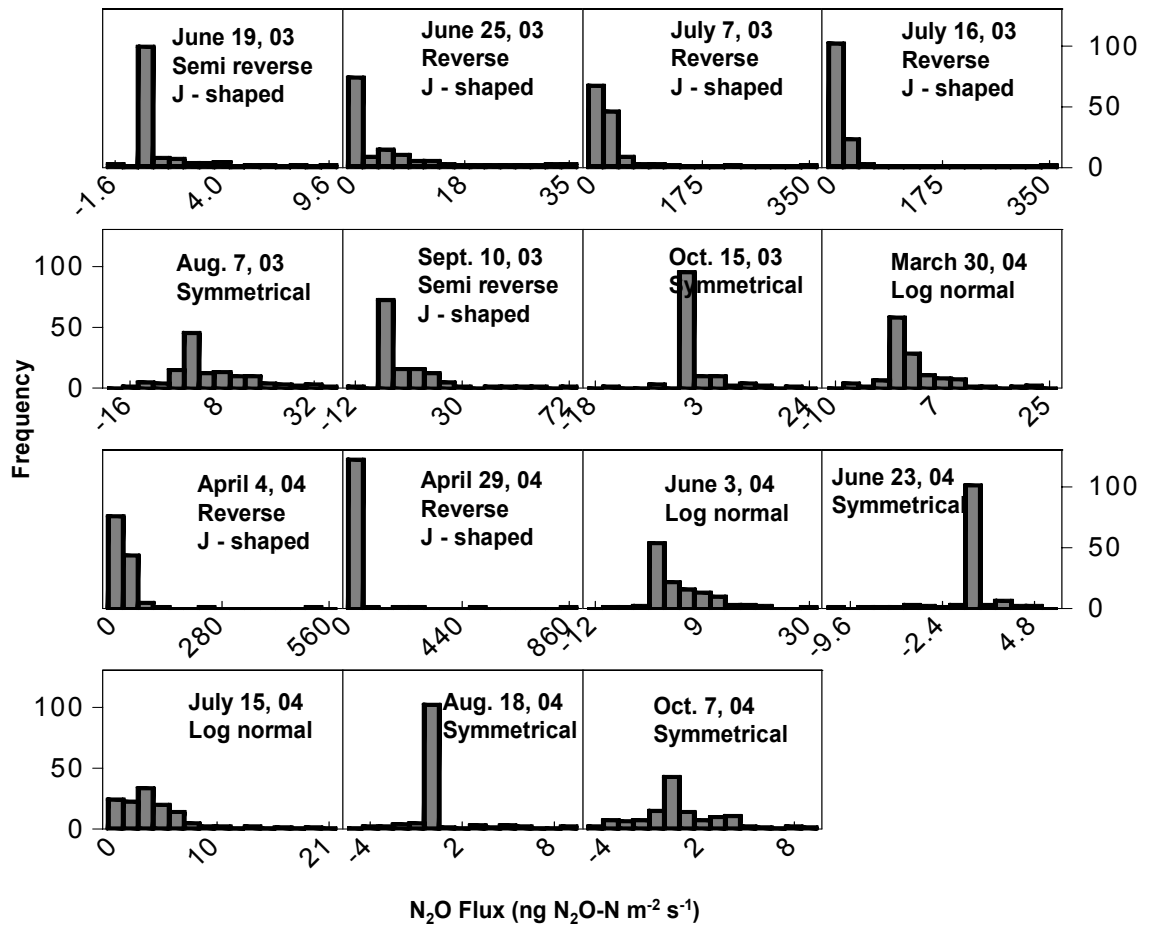 June 19, 03
Semi reverse
J - shaped
June 25, 03
Reverse
J - shaped
July 7, 03
Reverse
J - shaped
July 16, 03
Reverse
J - shaped
100
50
0
-1.6 4.0 9.6
0 18 35
0 175 350
0 175 350
Aug. 7, 03
Symmetrical
Sept. 10, 03
Semi reverse
J - shaped
Oct. 15, 03
Symmetrical
March 30, 04
Log normal
100
50
0
-16 8 32
-12 30 72
-18 3 24
-10 7 25
Frequency
April 4, 04
Reverse
J - shaped
April 29, 04
Reverse
J - shaped
June 3, 04
Log normal
June 23, 04
Symmetrical
100
50
0
0 280 560
0 440 860
-12 9 30
-9.6 -2.4 4.8
July 15, 04
Log normal
Aug. 18, 04
Symmetrical
Oct. 7, 04
Symmetrical
100
50
0
0 10 21
-4 2 8
-4 2 8
N₂O Flux (ng N₂O-N m⁻² s⁻¹)